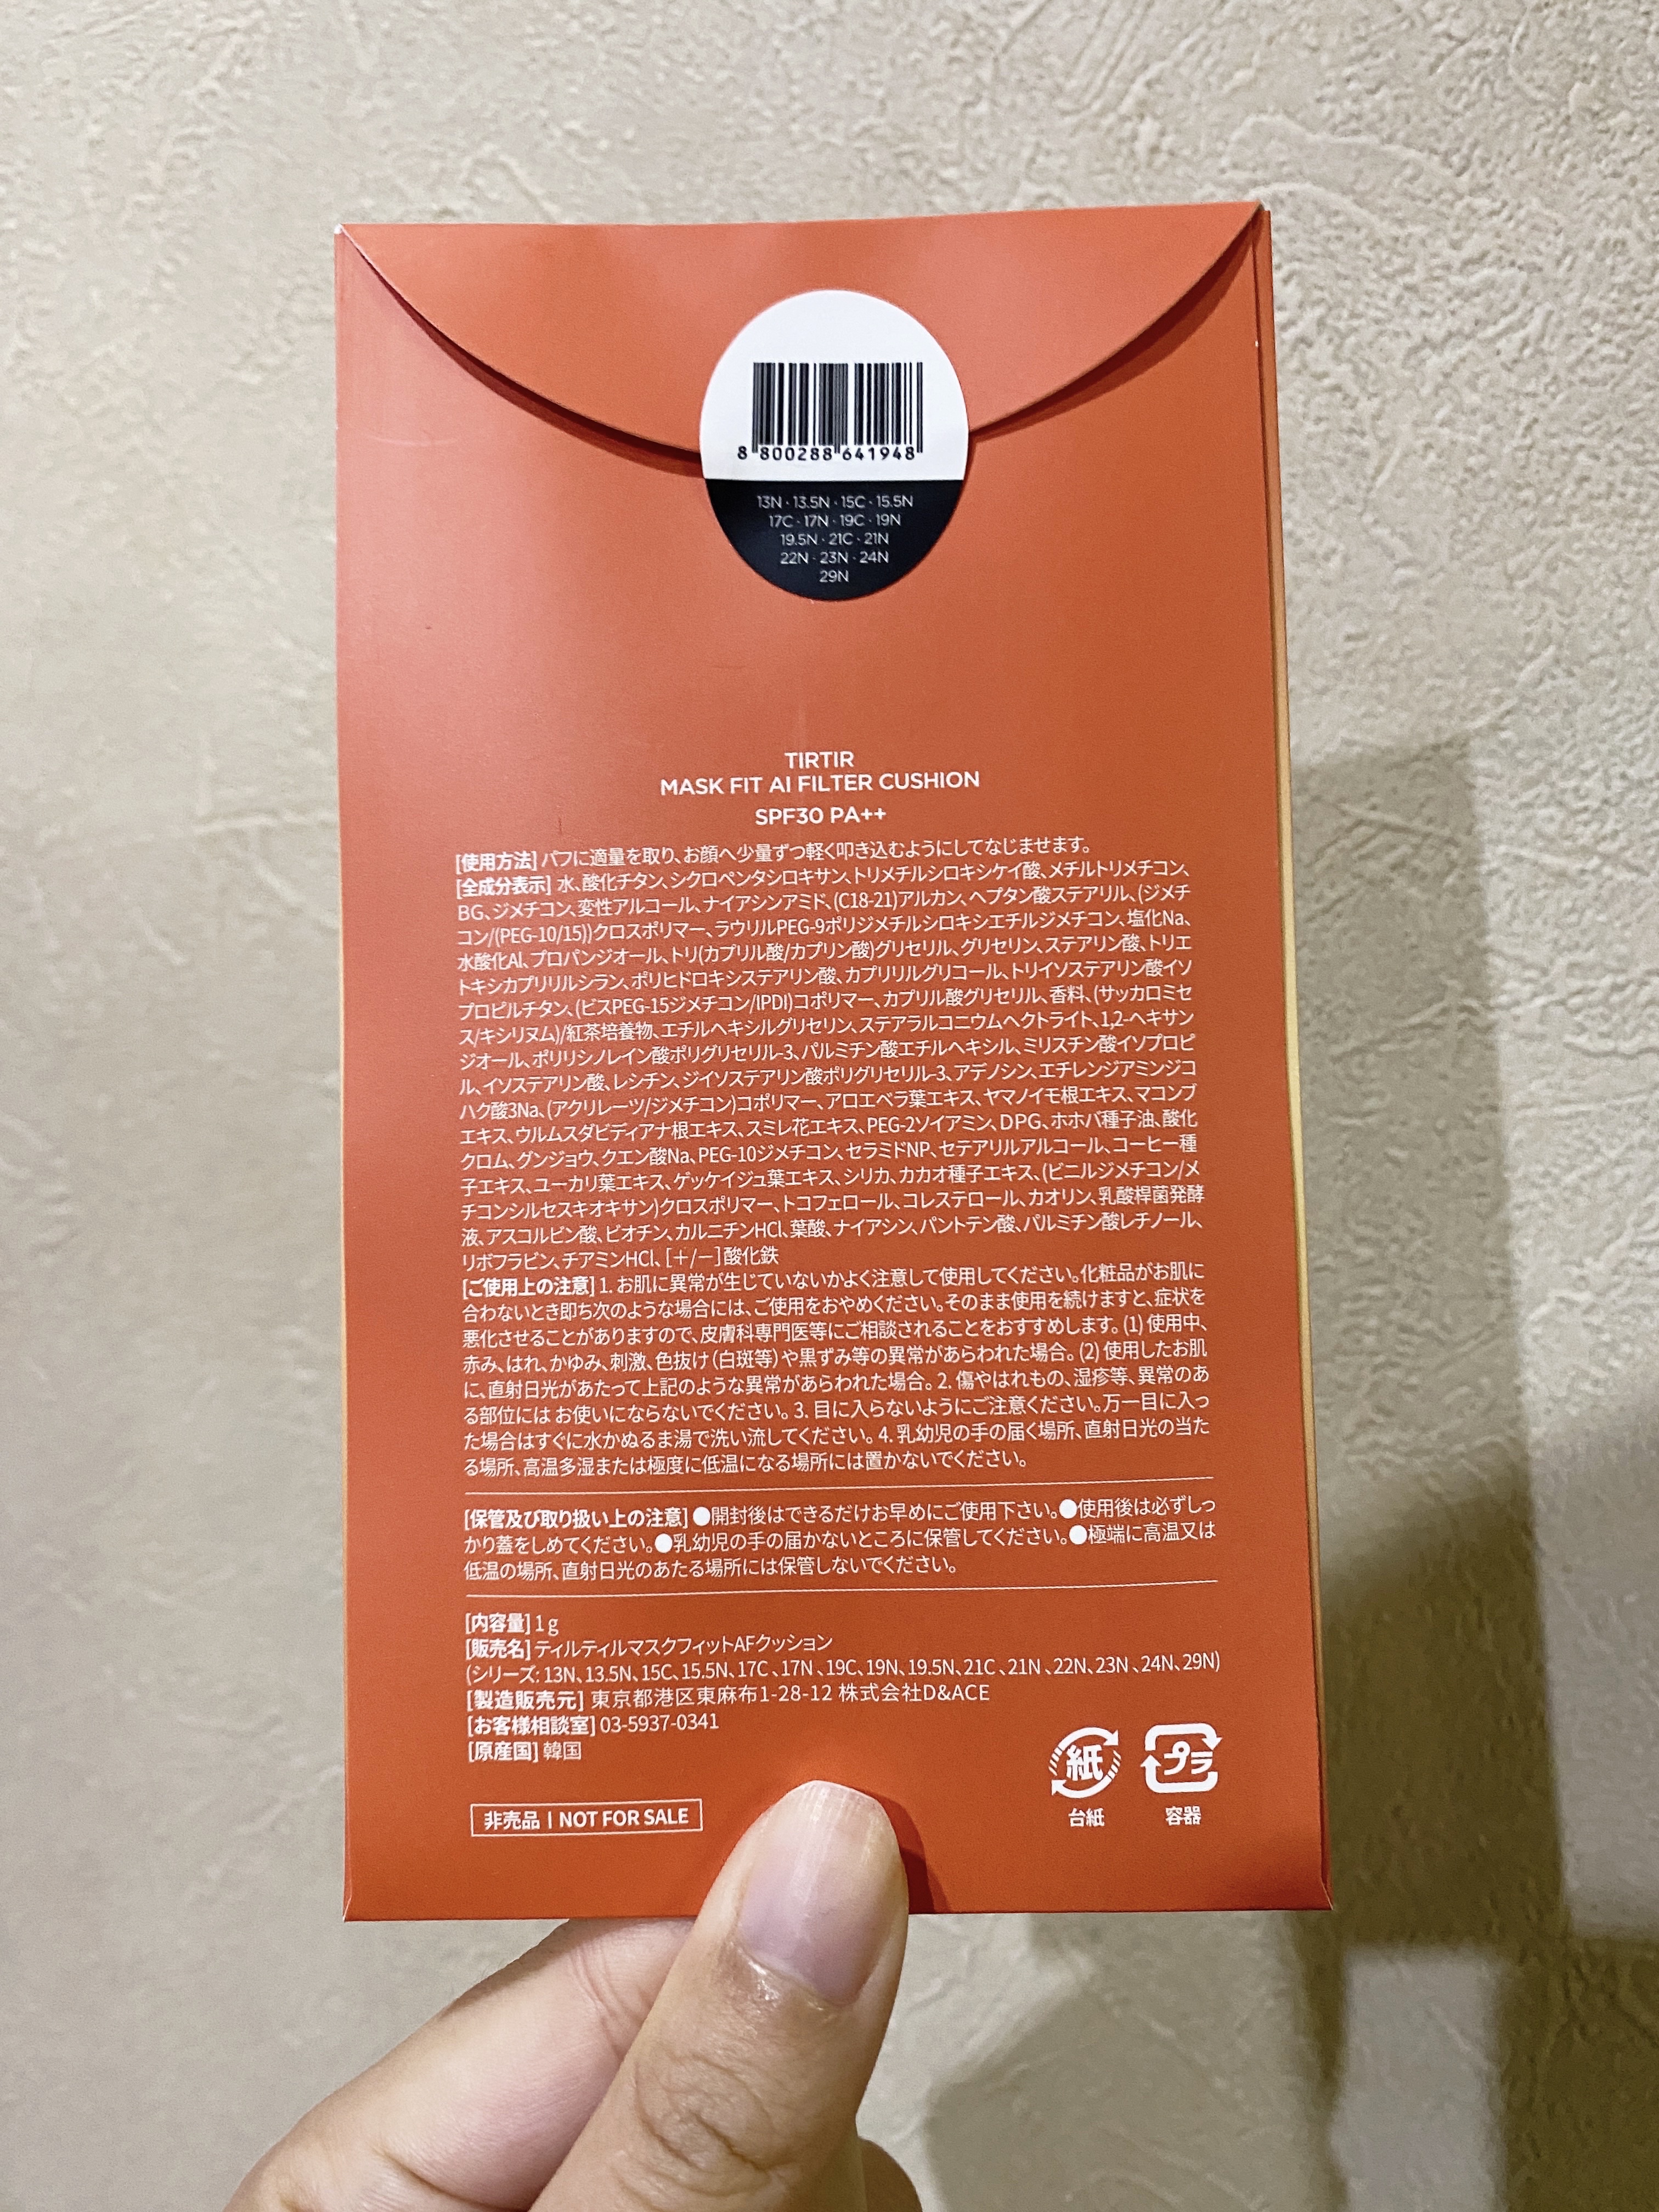 8 800288 641948
13N · 13.5N · 15C · 15.5N
17C · 17N · 19C · 19N
19.5N · 21C · 21N
22N · 23N · 24N
29N
TIRTIR
MASK FIT AI FILTER CUSHION
SPF30 PA++
[使用方法] パフに適量を取り、お顔へ少量ずつ軽く叩き込むようにしてなじませます。
[全成分表示] 水、酸化チタン、シクロペンタシロキサン、トリメチルシロキシケイ酸、メチルトリメチコン、
BG、ジメチコン、変性アルコール、ナイアシンアミド、(C18-21)アルカン、ヘプタン酸ステアリル、(ジメチ
コン/(PEG-10/15))クロスポリマー、ラウリルPEG-9ポリジメチルシロキシエチルジメチコン、塩化Na、
水酸化Al、プロパンジオール、トリ(カプリル酸/カプリン酸)グリセリル、グリセリン、ステアリン酸、トリエ
トキシカプリリルシラン、ポリヒドロキシステアリン酸、カプリリルグリコール、トリイソステアリン酸イソ
プロピルチタン、(ビスPEG-15ジメチコン/IPDI)コポリマー、カプリル酸グリセリル、香料、(サッカロミセ
ス/キシリヌム)/紅茶培養物、エチルヘキシルグリセリン、ステアラルコニウムヘクトライト、1,2-ヘキサン
ジオール、ポリリシノレイン酸ポリグリセリル-3、パルミチン酸エチルヘキシル、ミリスチン酸イソプロピ
ル、イソステアリン酸、レシチン、ジイソステアリン酸ポリグリセリル-3、アデノシン、エチレンジアミンジコ
ハク酸3Na、(アクリレーツ/ジメチコン)コポリマー、アロエベラ葉エキス、ヤマノイモ根エキス、マコンブ
エキス、ウルムスダビディアナ根エキス、スミレ花エキス、PEG-2ソイアミン、DPG、ホホバ種子油、酸化
クロム、グンジョウ、クエン酸Na、PEG-10ジメチコン、セラミドNP、セテアリルアルコール、コーヒー種
子エキス、ユーカリ葉エキス、ゲッケイジュ葉エキス、シリカ、カカオ種子エキス、(ビニルジメチコン/メ
チコンシルセスキオキサン)クロスポリマー、トコフェロール、コレステロール、カオリン、乳酸桿菌発酵
液、アスコルビン酸、ビオチン、カルニチンHCl、葉酸、ナイアシン、パントテン酸、パルミチン酸レチノール、
リボフラビン、チアミンHCl、[＋/－]酸化鉄
[ご使用上の注意] 1. お肌に異常が生じていないかよく注意して使用してください。化粧品がお肌に
合わないとき即ち次のような場合には、ご使用をおやめください。そのまま使用を続けますと、症状を
悪化させることがありますので、皮膚科専門医等にご相談されることをおすすめします。(1) 使用中、
赤み、はれ、かゆみ、刺激、色抜け(白斑等)や黒ずみ等の異常があらわれた場合。(2) 使用したお肌
に、直射日光があたって上記のような異常があらわれた場合。2. 傷やはれもの、湿疹等、異常のあ
る部位には お使いにならないでください。3. 目に入らないようにご注意ください。万一目に入っ
た場合はすぐに水かぬるま湯で洗い流してください。4. 乳幼児の手の届く場所、直射日光の当た
る場所、高温多湿または極度に低温になる場所には置かないでください。
[保管及び取り扱い上の注意] ●開封後はできるだけお早めにご使用下さい。●使用後は必ずしっ
かり蓋をしめてください。●乳幼児の手の届かないところに保管してください。●極端に高温又は
低温の場所、直射日光のあたる場所には保管しないでください。
[内容量] 1 g
[販売名] ティルティルマスクフィットAFクッション
(シリーズ: 13N、13.5N、15C、15.5N、17C、17N、19C、19N、19.5N、21C、21N、22N、23N、24N、29N)
[製造販売元] 東京都港区東麻布1-28-12 株式会社D&ACE
[お客様相談室] 03-5937-0341
[原産国] 韓国
紙 プラ
台紙 容器
非売品 | NOT FOR SALE